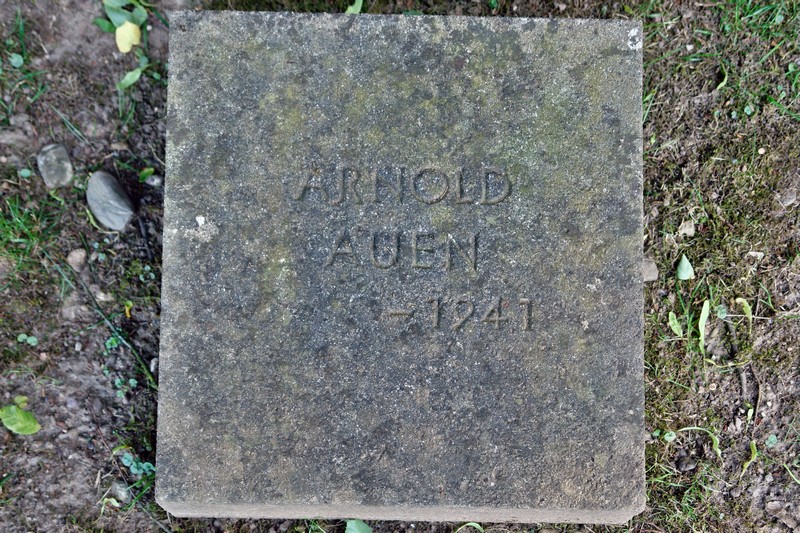 ARNOLD
AUEN
– 1941